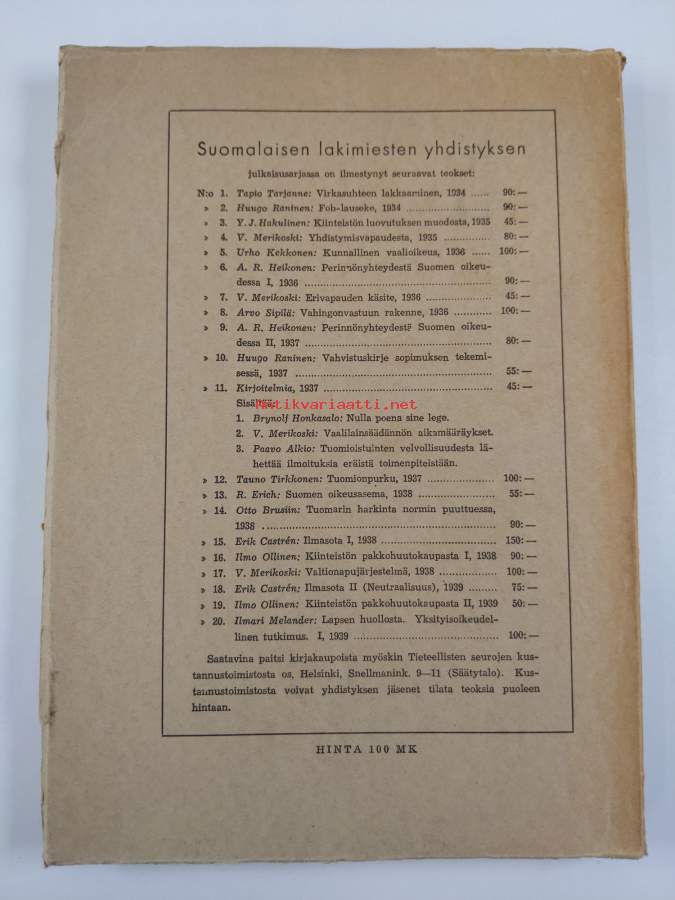 Suomalaisen lakimiesten yhdistyksen
julkaisusarjassa on ilmestynyt seuraavat teokset:
N:o 1. Tapio Tarjanne: Virkasuhteen lakkaaminen, 1934 ...... 90: —
» 2. Huugo Raninen: Fob-lauseke, 1934 ........................ 90: —
» 3. Y. J. Hakulinen: Kiinteistön luovutuksen muodosta, 1935 45: —
» 4. V. Merikoski: Yhdistymisvapaudesta, 1935 ............... 80: —
» 5. Urho Kekkonen: Kunnallinen vaalioikeus, 1936 ...... 100: —
» 6. A. R. Heikonen: Perinnönyhteydestä Suomen oikeu-
dessa I, 1936 ...................................................... 90: —
» 7. V. Merikoski: Erivapauden käsite, 1936 .................. 45: —
» 8. Arvo Sipilä: Vahingonvastuun rakenne, 1936 ............ 100: —
» 9. A. R. Heikonen: Perinnönyhteydestä Suomen oikeu-
dessa II, 1937 ...................................................... 80: —
» 10. Huugo Raninen: Vahvistuskirje sopimuksen tekemi-
sessä, 1937 ......................................................... 55: —
» 11. Kirjoitelmia, 1937 ................................................ 45: —
Sisältää:
antikvariaatti.net
1. Brynolf Honkasalo: Nulla poena sine lege.
2. V. Merikoski: Vaalilainsäädännön aikamääräykset.
3. Paavo Alkio: Tuomioistuinten velvollisuudesta lä-
hettää ilmoituksia eräistä toimenpiteistään.
» 12. Tauno Tirkkonen: Tuomionpurku, 1937 .................. 100: —
» 13. R. Erich: Suomen oikeusasema, 1938 ..................... 55: —
» 14. Otto Brusiin: Tuomarin harkinta normin puuttuessa,
1938 ................................................................ 90: —
» 15. Erik Castrén: Ilmasota I, 1938 .............................. 150: —
» 16. Ilmo Ollinen: Kiinteistön pakkohuutokaupasta I, 1938 90: —
» 17. V. Merikoski: Valtionapujärjestelmä, 1938 ............... 100: —
» 18. Erik Castrén: Ilmasota II (Neutraalisuus), 1939 ......... 75: —
» 19. Ilmo Ollinen: Kiinteistön pakkohuutokaupasta II, 1939 50: —
» 20. Ilmari Melander: Lapsen huollosta. Yksityisoikeudel-
linen tutkimus. I, 1939 ....................................... 100: —
Saatavina paitsi kirjakaupoista myöskin Tieteellisten seurojen kus-
tannustoimistosta os, Helsinki, Snellmanink. 9—11 (Säätytalo). Kus-
tannustoimistosta voivat yhdistyksen jäsenet tilata teoksia puoleen
hintaan.
HINTA 100 MK